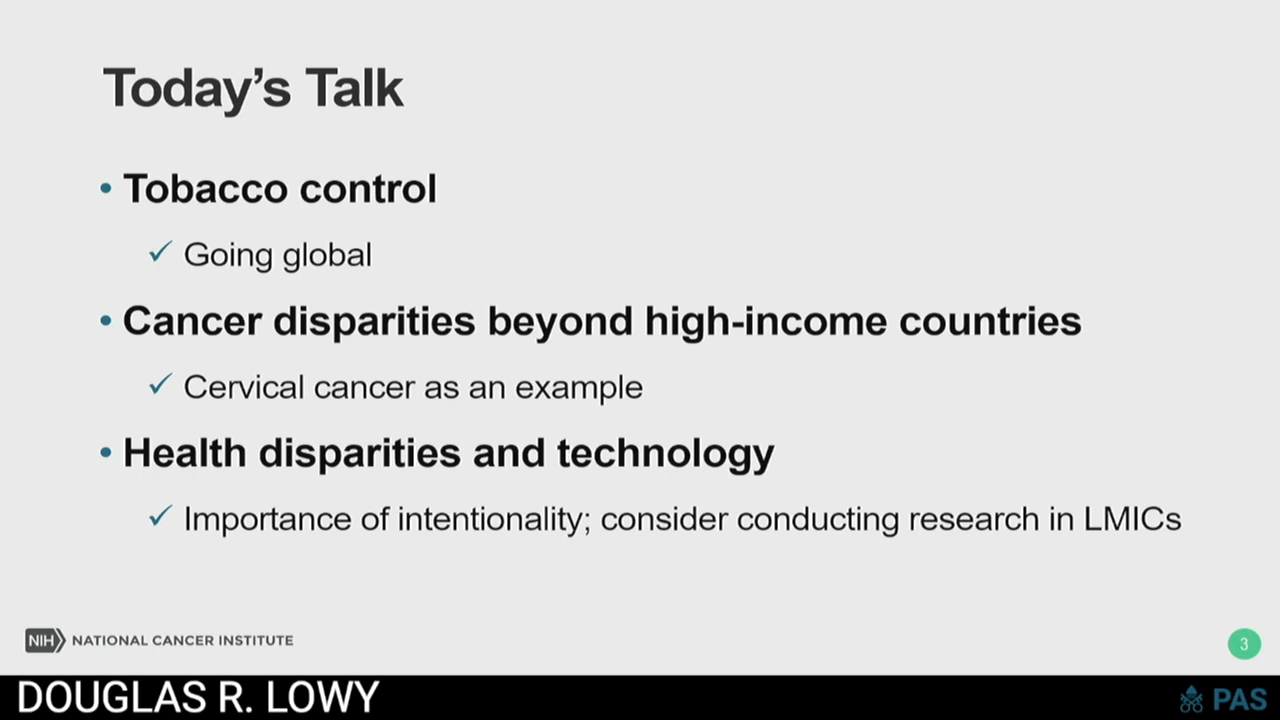 Today’s Talk
• Tobacco control
✓ Going global
• Cancer disparities beyond high-income countries
✓ Cervical cancer as an example
• Health disparities and technology
✓ Importance of intentionality; consider conducting research in LMICs
NIH NATIONAL CANCER INSTITUTE
3
DOUGLAS R. LOWY
PAS